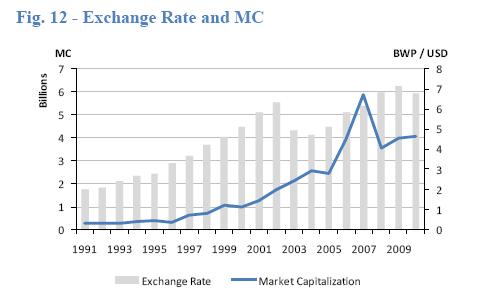 Fig. 12 - Exchange Rate and MC
MC BWP / USD
Billions
7 8
6 7
5 6
4 5
3 4
2 3
1 2
0 1
0
1991 1993 1995 1997 1999 2001 2003 2005 2007 2009
Exchange Rate Market Capitalization